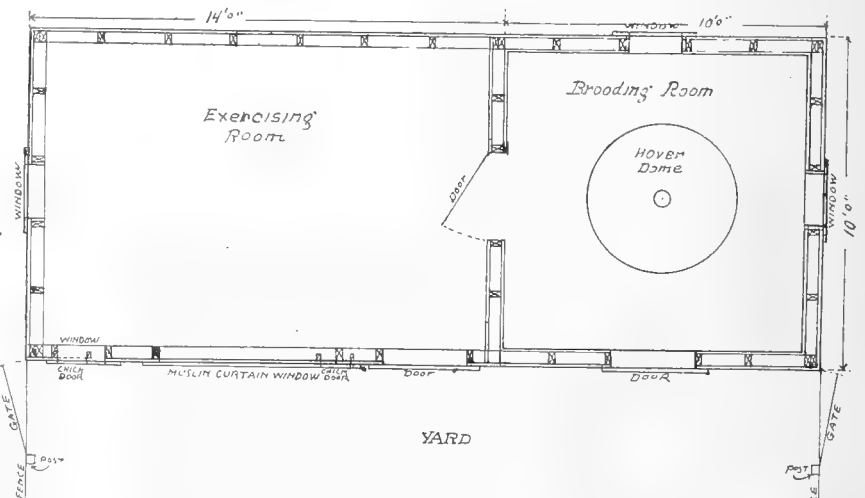 14'0"
10'0"
WINDOW
Exercising
Room
Brooding Room
HOVER
DOME
Door
WINDOW
WINDOW
10'0"
WINDOW
CHICK
DOOR
MUSLIN CURTAIN WINDOW
CHICK
DOOR
DOOR
DOOR
GATE
GATE
YARD
POST
POST
FENCE